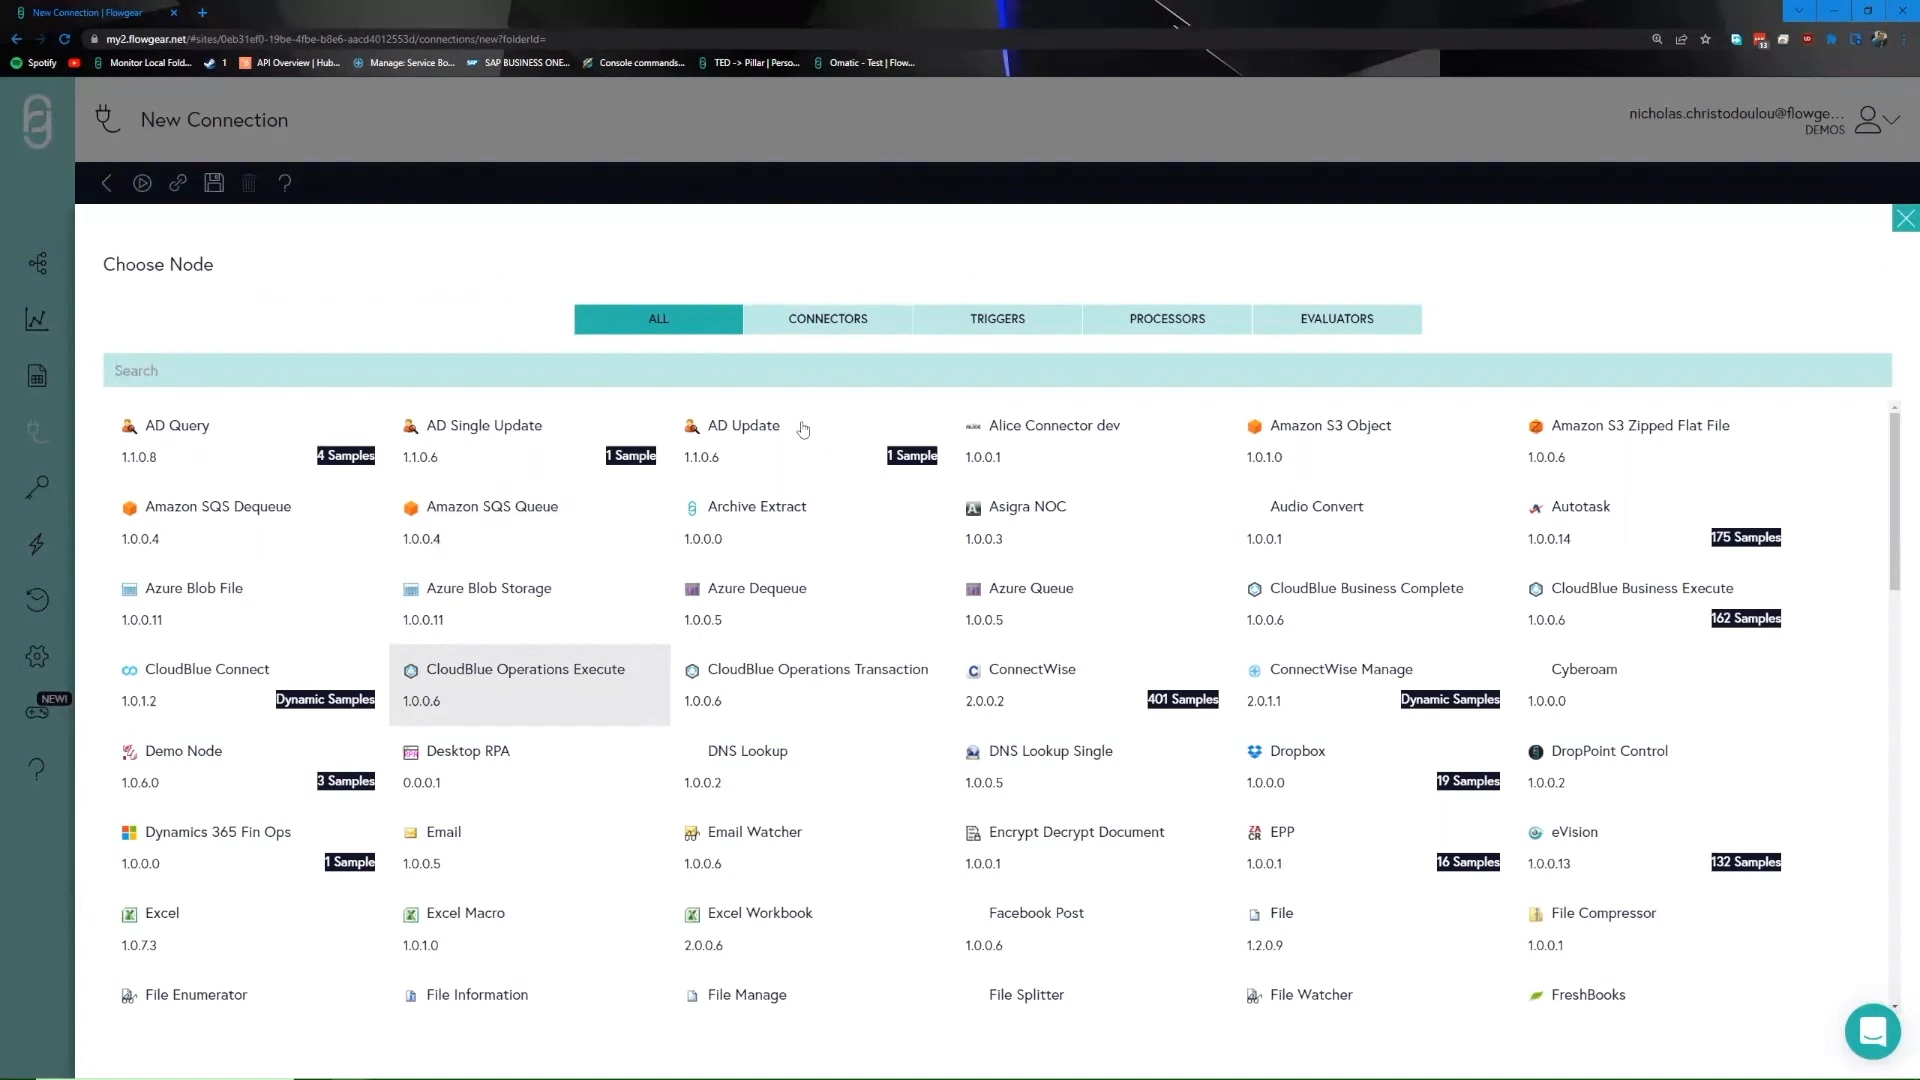 New Connection | Flowgear
my2.flowgear.net/#sites/0eb31ef0-19be-4fbe-b8e6-aacd4012553d/connections/new?folderId=
13
Spotify
1
API Overview | Hub...
Manage: Service Bo...
SAP BUSINESS ONE...
Console commands...
TED -> Pillar | Perso...
Omatic - Test | Flow...
New Connection
nicholas.christodoulou@flowge...
DEMOS
Choose Node
ALL
CONNECTORS
TRIGGERS
PROCESSORS
EVALUATORS
Search
AD Query
1.1.0.8
4 Samples
AD Single Update
1.1.0.6
1 Sample
AD Update
1.1.0.6
1 Sample
Alice Connector dev
1.0.0.1
Amazon S3 Object
1.0.1.0
Amazon S3 Zipped Flat File
1.0.0.6
Amazon SQS Dequeue
1.0.0.4
Amazon SQS Queue
1.0.0.4
Archive Extract
1.0.0.0
Asigra NOC
1.0.0.3
Audio Convert
1.0.0.1
Autotask
1.0.0.14
175 Samples
Azure Blob File
1.0.0.11
Azure Blob Storage
1.0.0.11
Azure Dequeue
1.0.0.5
Azure Queue
1.0.0.5
CloudBlue Business Complete
1.0.0.6
CloudBlue Business Execute
1.0.0.6
162 Samples
CloudBlue Connect
1.0.1.2
Dynamic Samples
CloudBlue Operations Execute
1.0.0.6
CloudBlue Operations Transaction
1.0.0.6
ConnectWise
2.0.0.2
401 Samples
ConnectWise Manage
2.0.1.1
Dynamic Samples
Cyberoam
1.0.0.0
NEW!
Demo Node
1.0.6.0
3 Samples
Desktop RPA
0.0.0.1
DNS Lookup
1.0.0.2
DNS Lookup Single
1.0.0.5
Dropbox
1.0.0.0
19 Samples
DropPoint Control
1.0.0.2
Dynamics 365 Fin Ops
1.0.0.0
1 Sample
Email
1.0.0.5
Email Watcher
1.0.0.6
Encrypt Decrypt Document
1.0.0.1
ZA
CR
EPP
1.0.0.1
16 Samples
eVision
1.0.0.13
132 Samples
Excel
1.0.7.3
Excel Macro
1.0.1.0
Excel Workbook
2.0.0.6
Facebook Post
1.0.0.6
File
1.2.0.9
File Compressor
1.0.0.1
File Enumerator
File Information
File Manage
File Splitter
File Watcher
FreshBooks